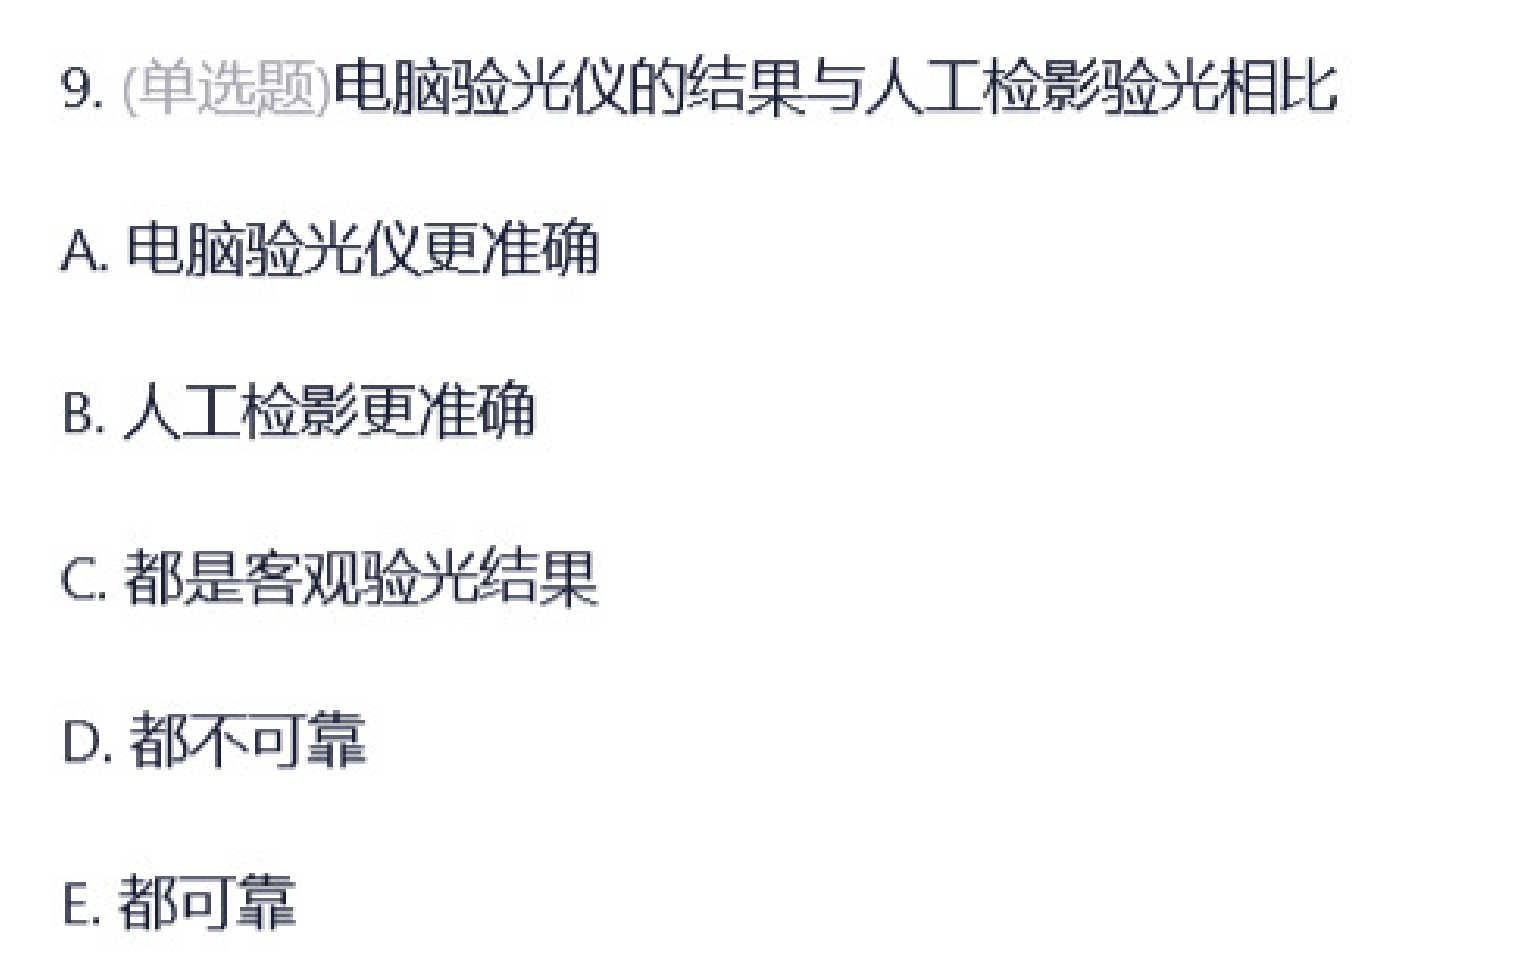 9. (单选题)电脑验光仪的结果与人工检影验光相比
A. 电脑验光仪更准确
B. 人工检影更准确
C. 都是客观验光结果
D. 都不可靠
E. 都可靠